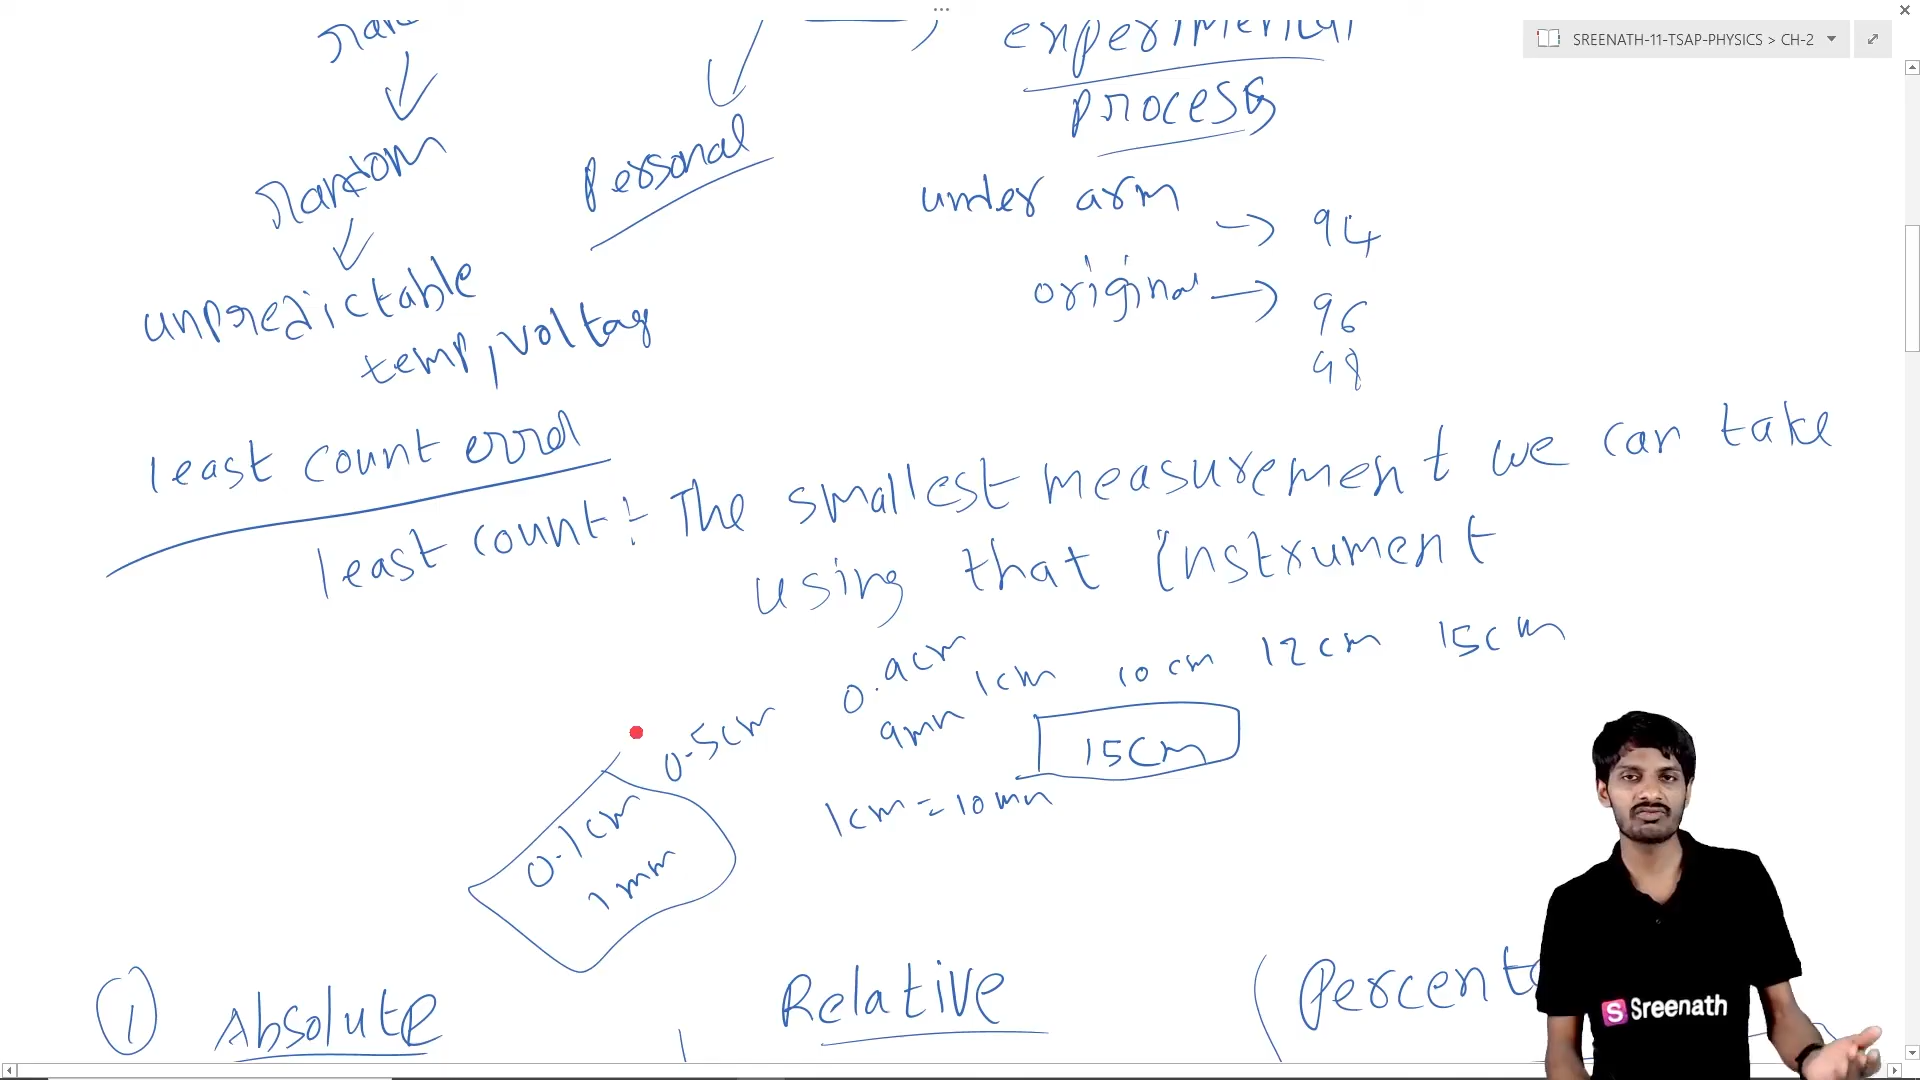 experimental
process
SREENATH-11-TSAP-PHYSICS > CH-2
Random
Personal
under arm → 94
original → 96
98
unpredictable
temp, voltag
least count error
least count :- The smallest measurement we can take
using that instrument
0.5cm 0.9cm 1cm 10cm 12cm 15cm
9mm
15cm
1cm = 10mm
0.1cm
1mm
① Absolute
Relative
Percent
Sreenath